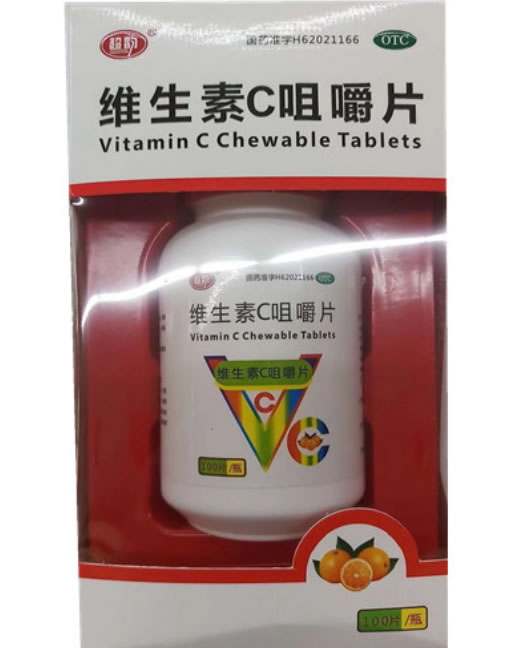 超韵
国药准字H62021166
OTC
维生素C咀嚼片
Vitamin C Chewable Tablets
国药准字H62021166
OTC
维生素C咀嚼片
Vitamin C Chewable Tablets
维生素C咀嚼片
C
C
100片/瓶
100片/瓶